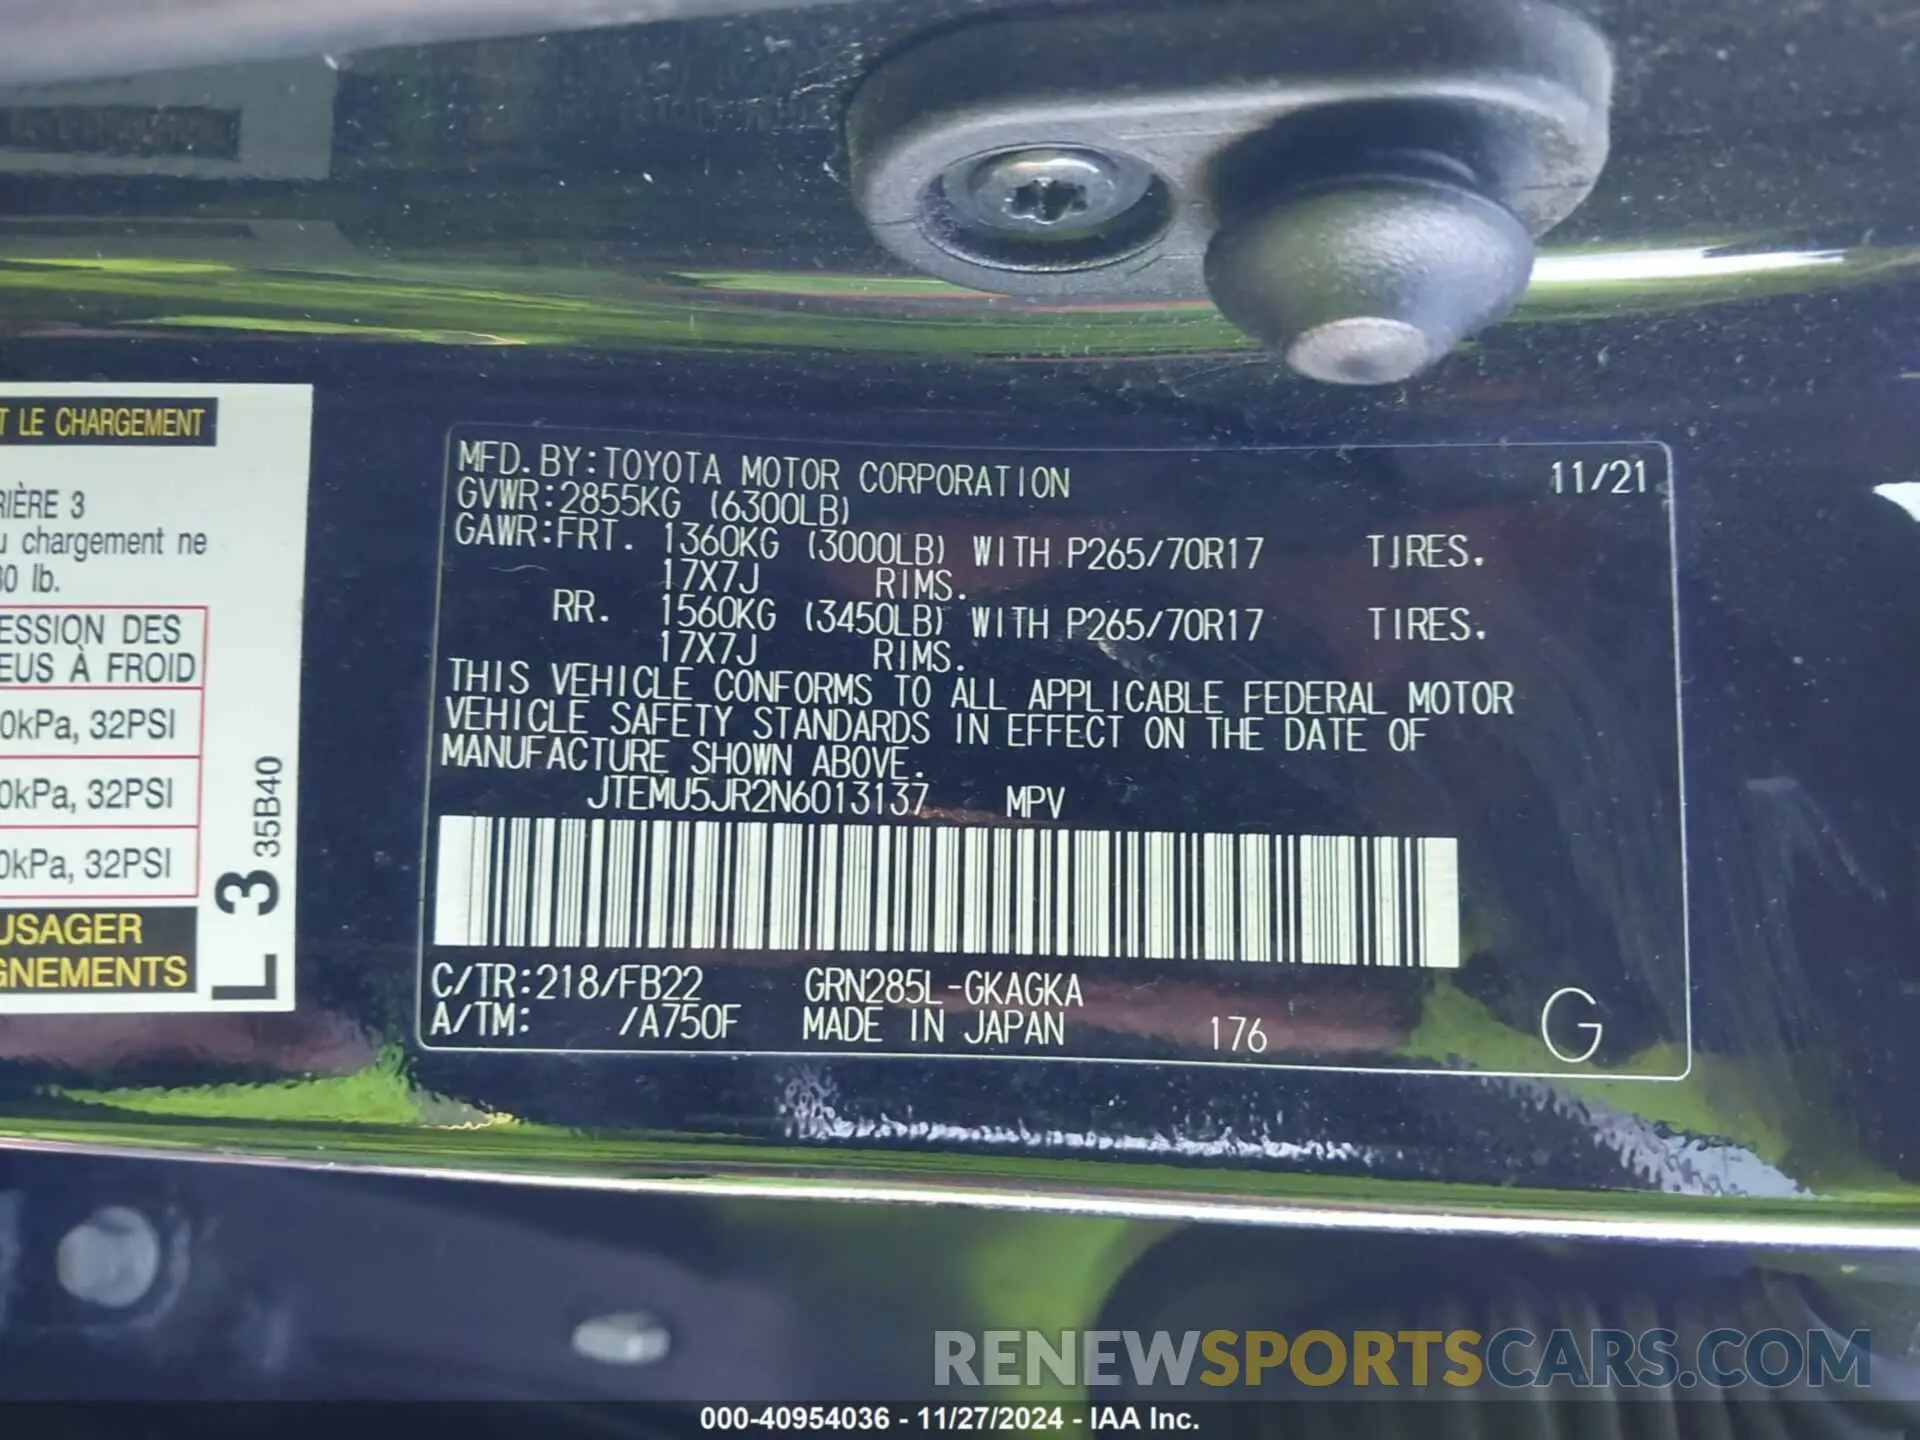 T LE CHARGEMENT
RIÈRE 3
u chargement ne
30 lb.
ESSION DES
EUS À FROID
0kPa, 32PSI
0kPa, 32PSI
0kPa, 32PSI
USAGER
GNEMENTS
L 3 35B40
MFD. BY:TOYOTA MOTOR CORPORATION 11/21
GVWR:2855KG (6300LB)
GAWR:FRT. 1360KG (3000LB) WITH P265/70R17 TIRES.
17X7J RIMS.
RR. 1560KG (3450LB) WITH P265/70R17 TIRES.
17X7J RIMS.
THIS VEHICLE CONFORMS TO ALL APPLICABLE FEDERAL MOTOR
VEHICLE SAFETY STANDARDS IN EFFECT ON THE DATE OF
MANUFACTURE SHOWN ABOVE.
JTEMU5JR2N6013137 MPV
C/TR:218/FB22 GRN285L-GKAGKA
A/TM: /A750F MADE IN JAPAN 176 G
RENEWSPORTSCARS.COM
000-40954036 - 11/27/2024 - IAA Inc.